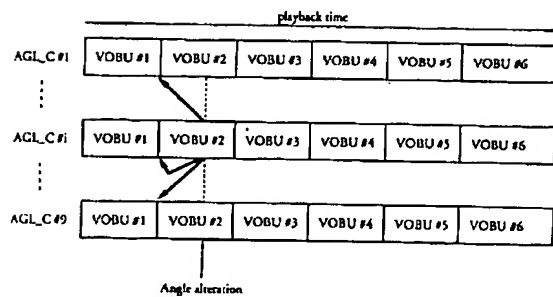 playback time
AGL_C #1 VOBU #1 VOBU #2 VOBU #3 VOBU #4 VOBU #5 VOBU #6
AGL_C #i VOBU #1 VOBU #2 VOBU #3 VOBU #4 VOBU #5 VOBU #6
AGL_C #9 VOBU #1 VOBU #2 VOBU #3 VOBU #4 VOBU #5 VOBU #6
Angle alteration